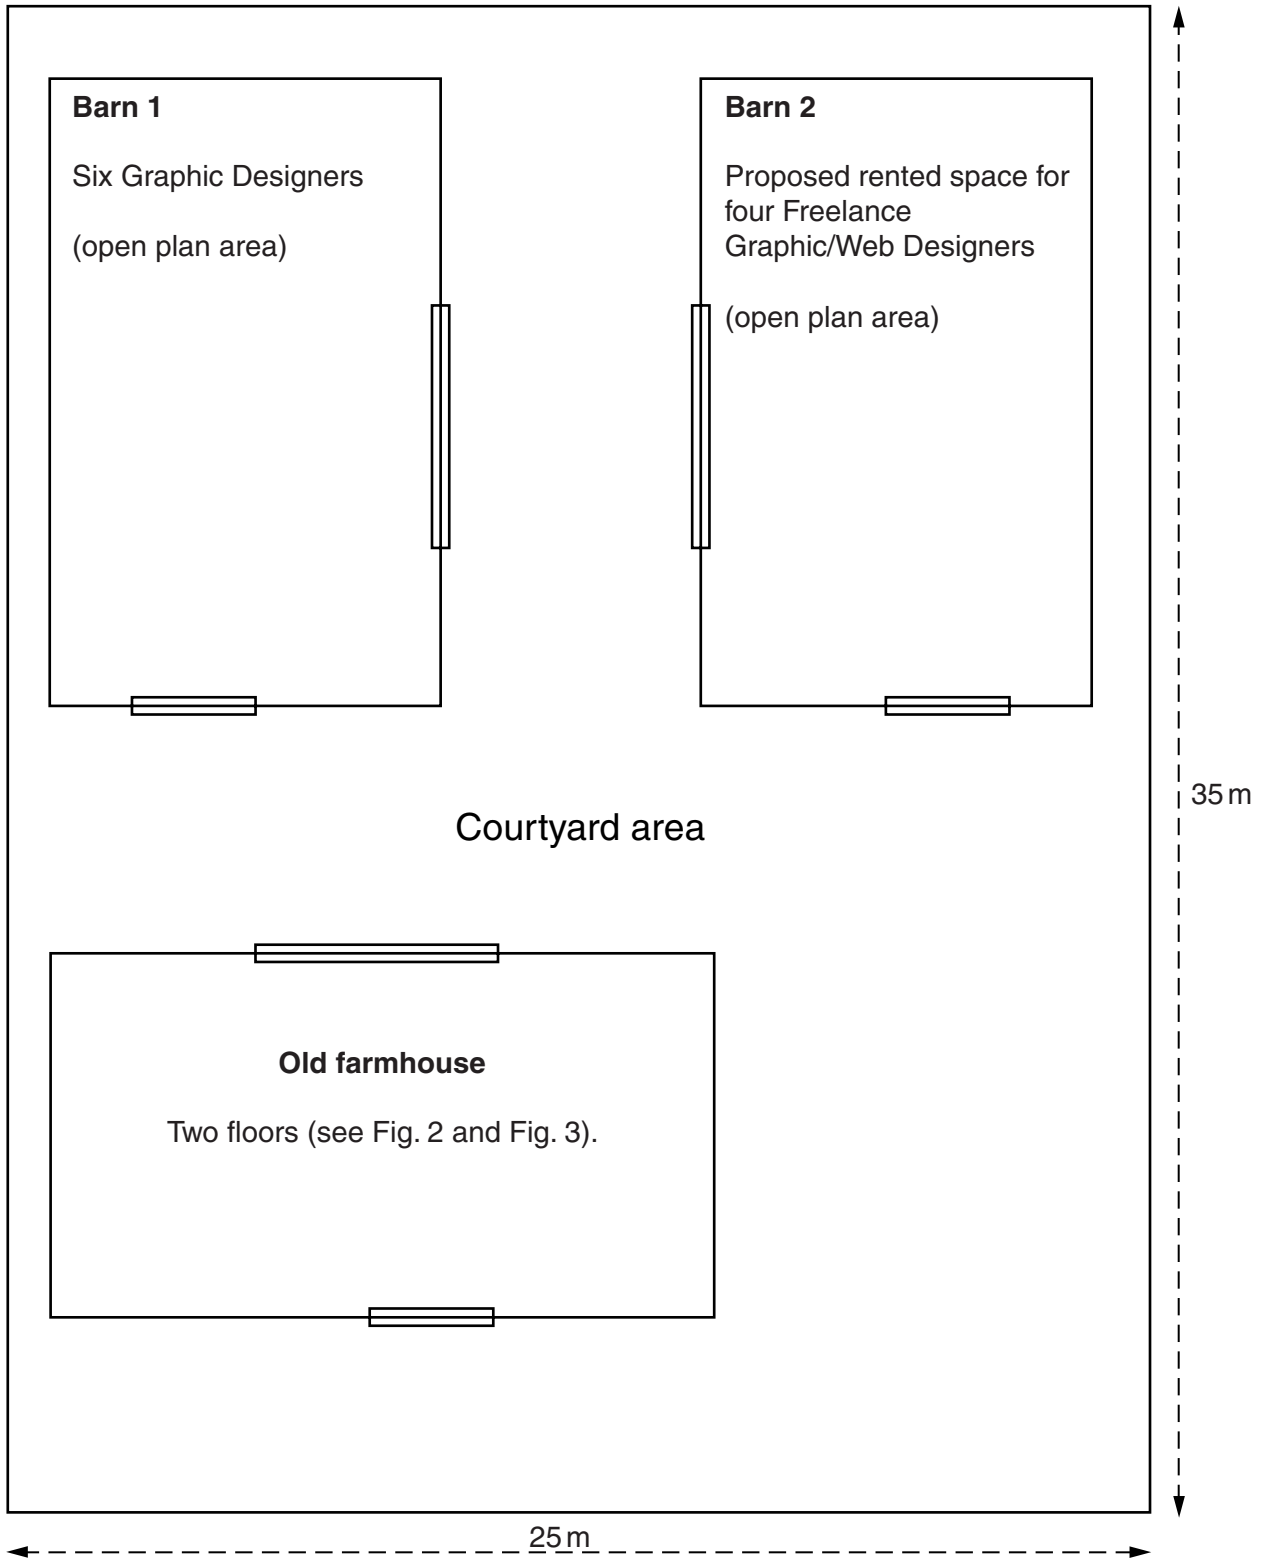 Barn 1
Six Graphic Designers
(open plan area)
Barn 2
Proposed rented space for
four Freelance
Graphic/Web Designers
(open plan area)
35 m
Courtyard area
Old farmhouse
Two floors (see Fig. 2 and Fig. 3).
25 m